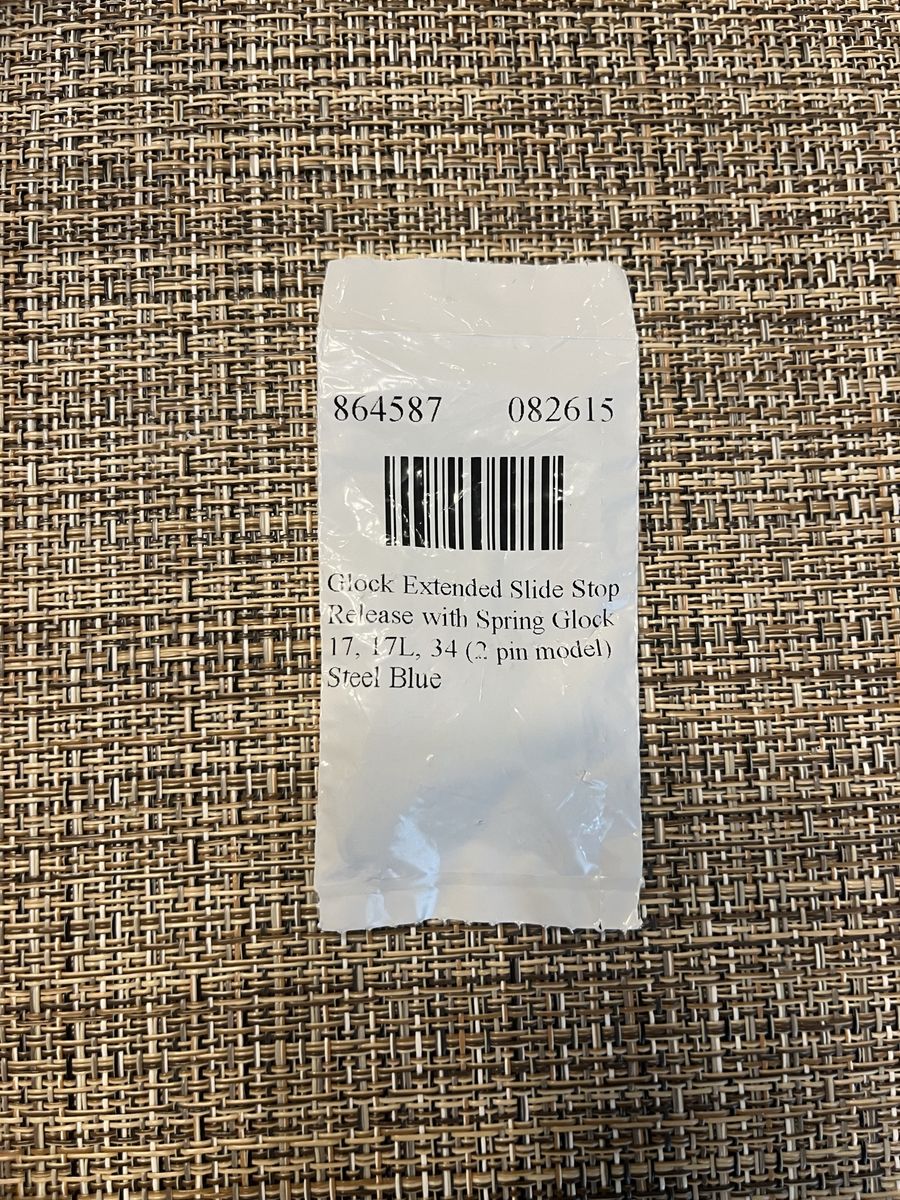 864587 082615
Glock Extended Slide Stop
Release with Spring Glock
17, 17L, 34 (2 pin model)
Steel Blue